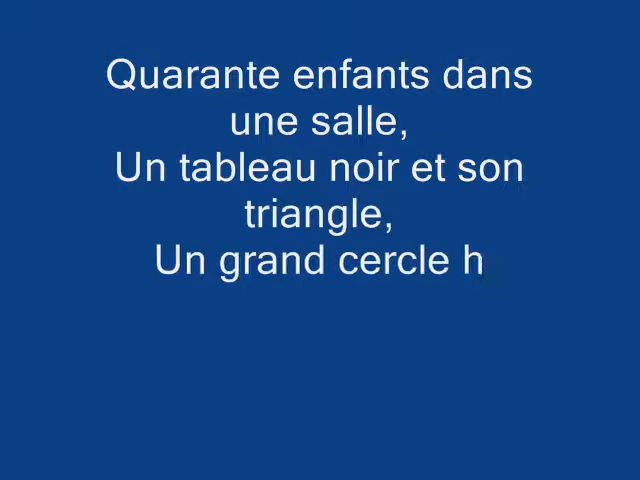 Quarante enfants dans
une salle,
Un tableau noir et son
triangle,
Un grand cercle h